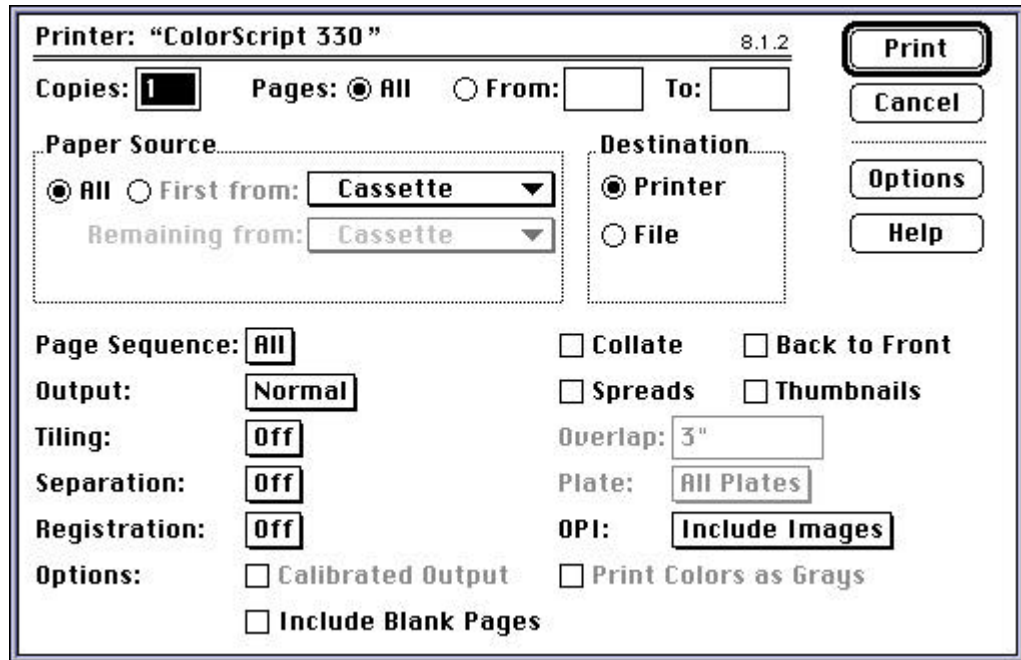 Printer: “ColorScript 330” 8.1.2 Print
Copies: 1 Pages: All From: To: Cancel
Paper Source Destination
All First from: Cassette Printer Options
Remaining from: Cassette File Help
Page Sequence: All Collate Back to Front
Output: Normal Spreads Thumbnails
Tiling: Off Overlap: 3"
Separation: Off Plate: All Plates
Registration: Off OPI: Include Images
Options: Calibrated Output Print Colors as Grays
Include Blank Pages